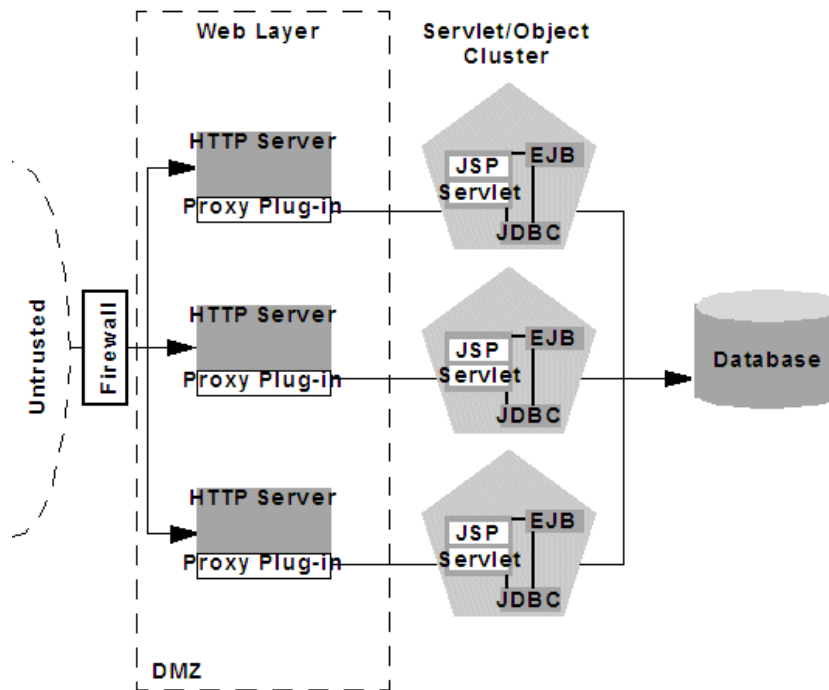 Web Layer
Servlet/Object
Cluster
HTTP Server
Proxy Plug-in
JSP
Servlet
EJB
JDBC
Untrusted
Firewall
HTTP Server
Proxy Plug-in
JSP
Servlet
EJB
JDBC
Database
HTTP Server
Proxy Plug-in
JSP
Servlet
EJB
JDBC
DMZ